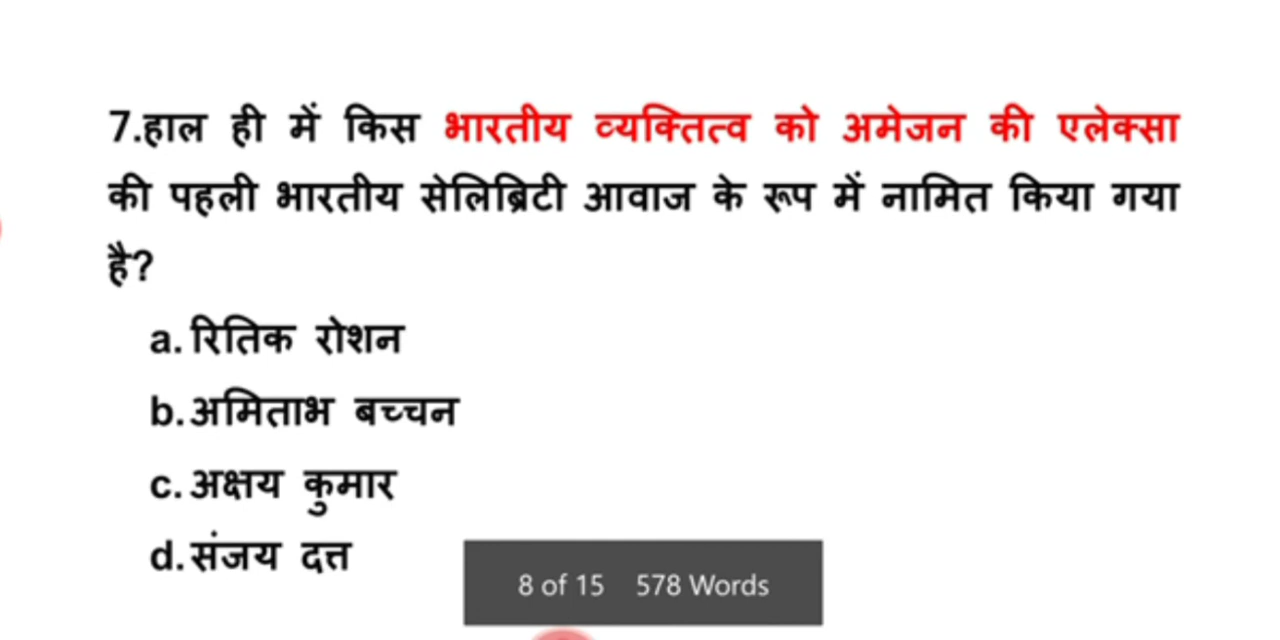 7.हाल ही में किस भारतीय व्यक्तित्व को अमेजन की एलेक्सा
की पहली भारतीय सेलिब्रिटी आवाज के रूप में नामित किया गया
है?
a. रितिक रोशन
b. अमिताभ बच्चन
c. अक्षय कुमार
d. संजय दत्त
8 of 15 578 Words